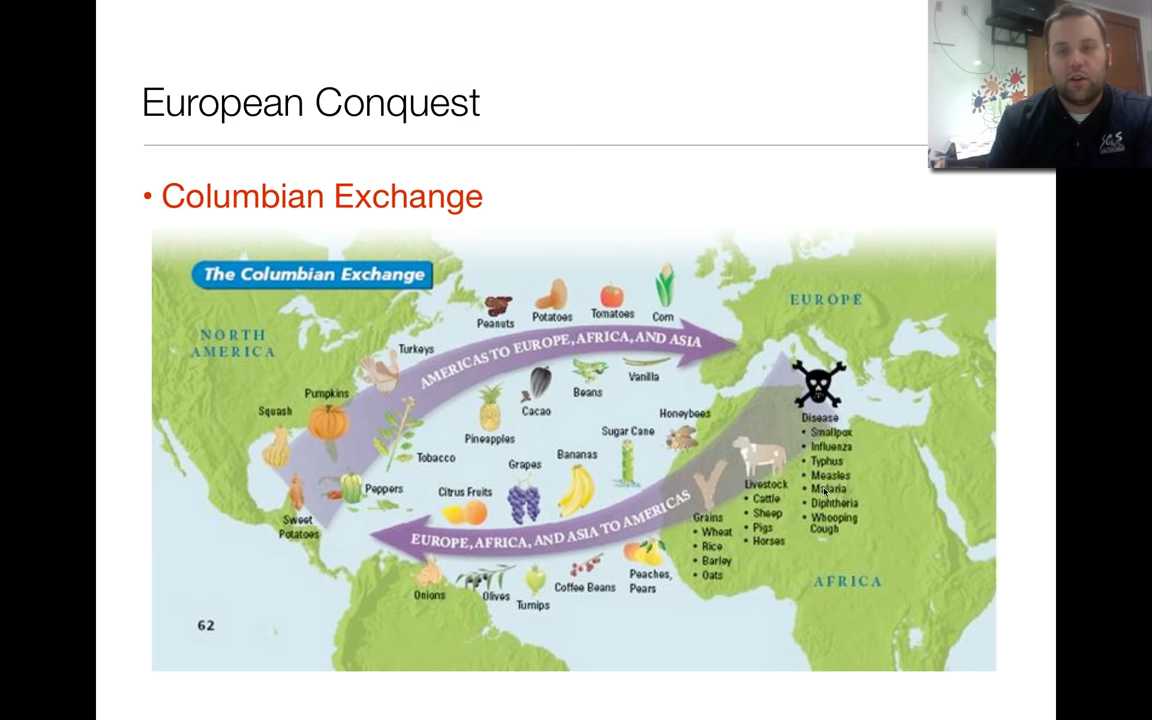 European Conquest
• Columbian Exchange
The Columbian Exchange
NORTH
AMERICA
EUROPE
AFRICA
Peanuts
Potatoes
Tomatoes
Corn
AMERICAS TO EUROPE, AFRICA, AND ASIA
Turkeys
Pumpkins
Squash
Vanilla
Beans
Cacao
Pineapples
Tobacco
Peppers
Sweet
Potatoes
Honeybees
Sugar Cane
Bananas
Grapes
Citrus Fruits
EUROPE, AFRICA, AND ASIA TO AMERICAS
Onions
Olives
Turnips
Coffee Beans
Peaches,
Pears
Grains
• Wheat
• Rice
• Barley
• Oats
Livestock
• Cattle
• Sheep
• Pigs
• Horses
Disease
• Smallpox
• Influenza
• Typhus
• Measles
• Malaria
• Diphtheria
• Whooping
Cough
62